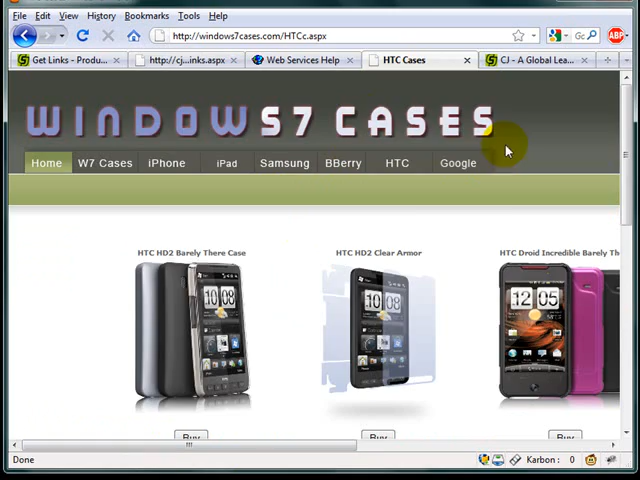 File Edit View History Bookmarks Tools Help
http://windows7cases.com/HTCc.aspx
Get Links - Produ... http://cj...inks.aspx Web Services Help HTC Cases CJ - A Global Lea...
WINDOWS7 CASES
Home W7 Cases iPhone iPad Samsung BBerry HTC Google
HTC HD2 Barely There Case HTC HD2 Clear Armor HTC Droid Incredible Barely Th
10:08 10:08 12:05
Buy Buy Buy
Done Karbon: 0